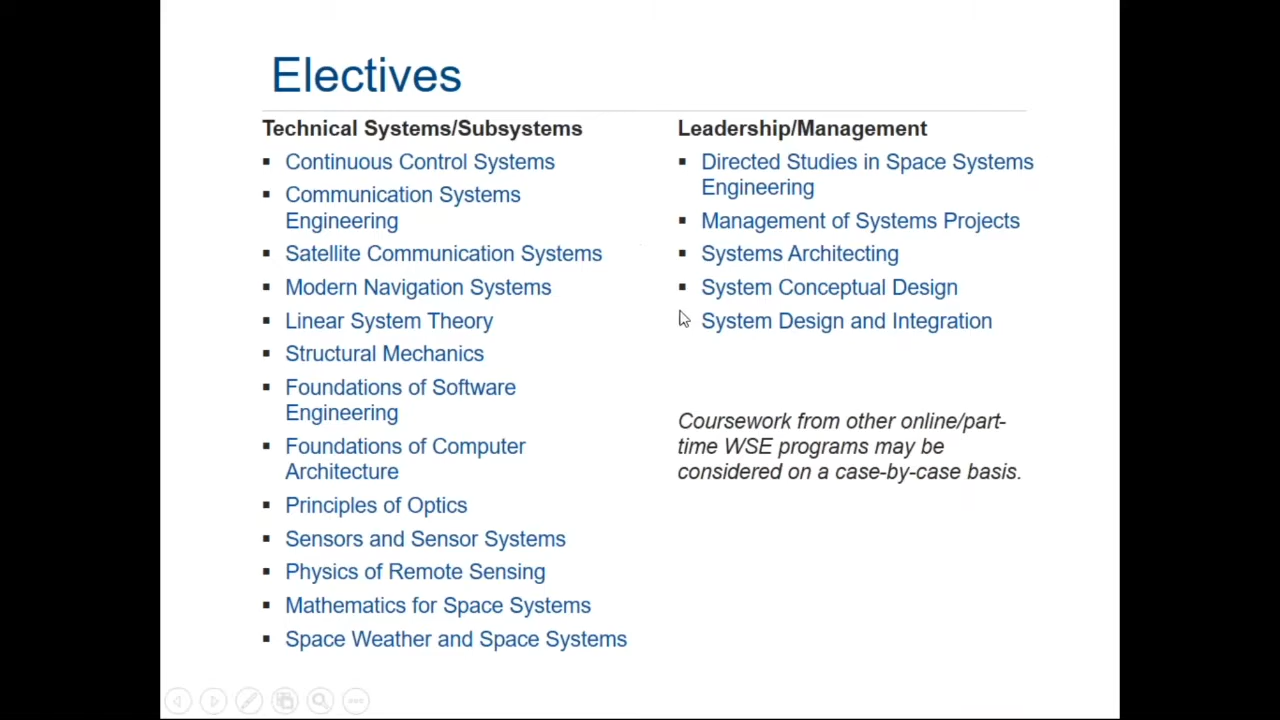 Electives
Technical Systems/Subsystems
▪ Continuous Control Systems
▪ Communication Systems
Engineering
▪ Satellite Communication Systems
▪ Modern Navigation Systems
▪ Linear System Theory
▪ Structural Mechanics
▪ Foundations of Software
Engineering
▪ Foundations of Computer
Architecture
▪ Principles of Optics
▪ Sensors and Sensor Systems
▪ Physics of Remote Sensing
▪ Mathematics for Space Systems
▪ Space Weather and Space Systems
Leadership/Management
▪ Directed Studies in Space Systems
Engineering
▪ Management of Systems Projects
▪ Systems Architecting
▪ System Conceptual Design
System Design and Integration
Coursework from other online/part-
time WSE programs may be
considered on a case-by-case basis.